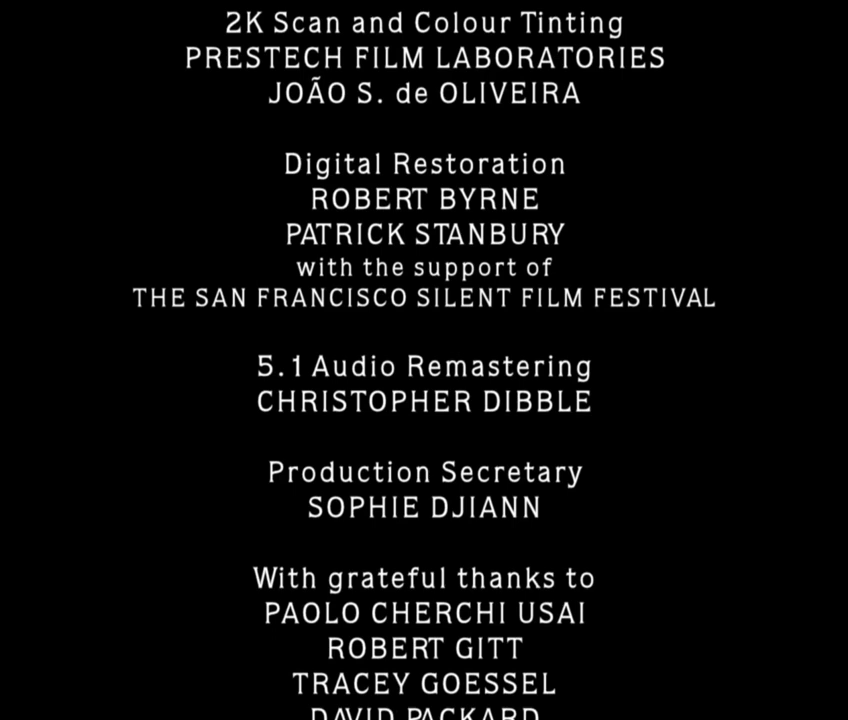 2K Scan and Colour Tinting
PRESTECH FILM LABORATORIES
JOÃO S. de OLIVEIRA
Digital Restoration
ROBERT BYRNE
PATRICK STANBURY
with the support of
THE SAN FRANCISCO SILENT FILM FESTIVAL
5.1 Audio Remastering
CHRISTOPHER DIBBLE
Production Secretary
SOPHIE DJIANN
With grateful thanks to
PAOLO CHERCHI USAI
ROBERT GITT
TRACEY GOESSEL
DAVID PACKARD